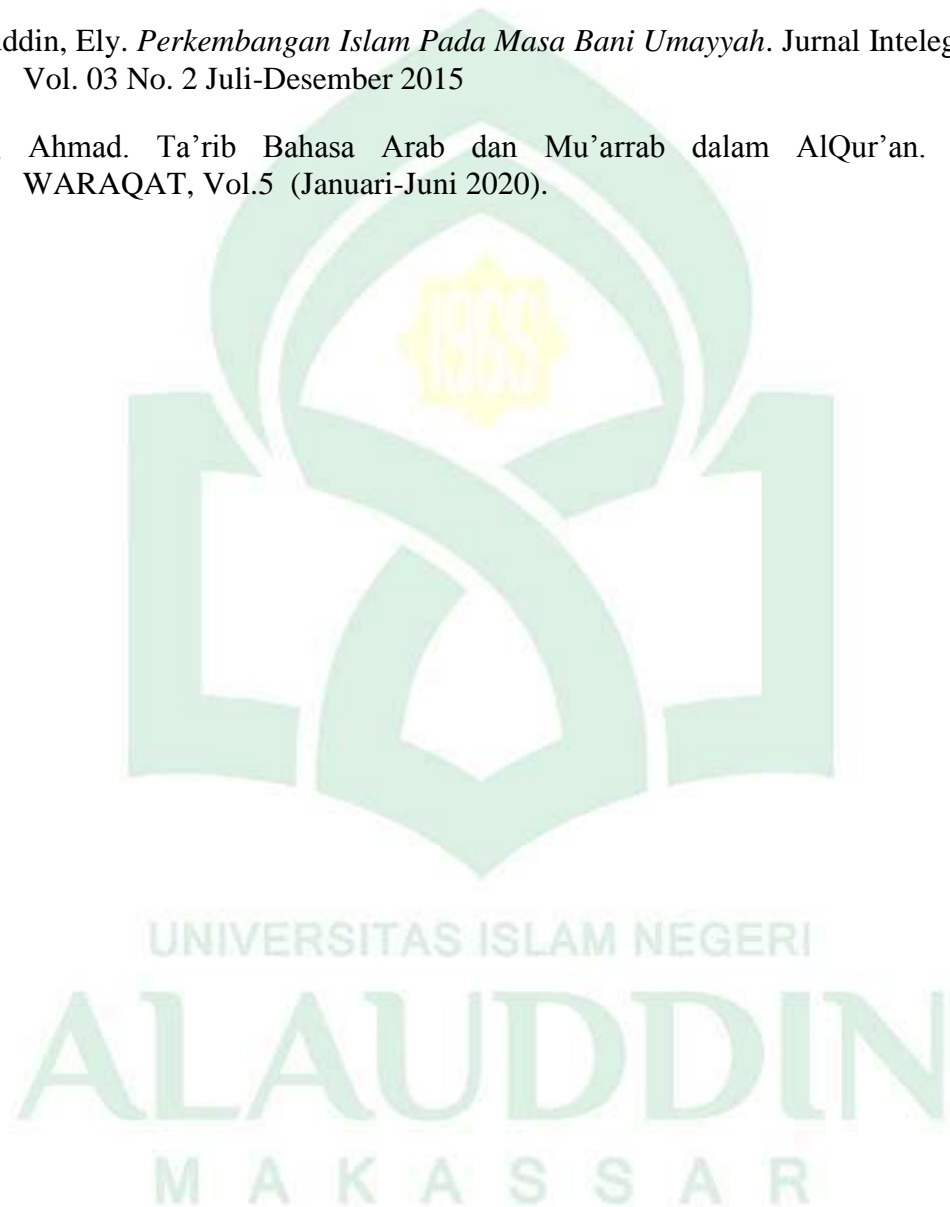 uddin, Ely. Perkembangan Islam Pada Masa Bani Umayyah. Jurnal Inteleg
Vol. 03 No. 2 Juli-Desember 2015
Ahmad. Ta’rib Bahasa Arab dan Mu’arrab dalam AlQur’an.
WARAQAT, Vol.5 (Januari-Juni 2020).
1965
UNIVERSITAS ISLAM NEGERI
ALAUDDIN
MAKASSAR